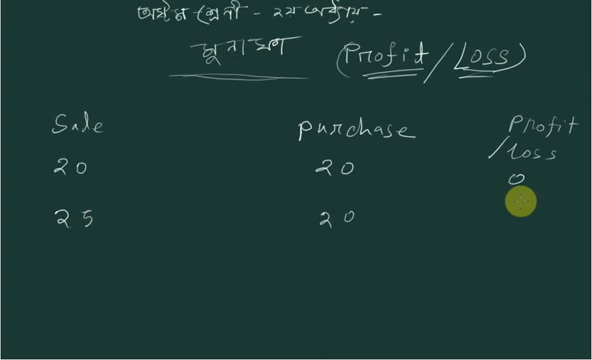 অষ্টম শ্রেণী - ২য় অধ্যায় -
মুনাফা (Profit/Loss)
Sale Purchase Profit
/Loss
20 20 0
25 20